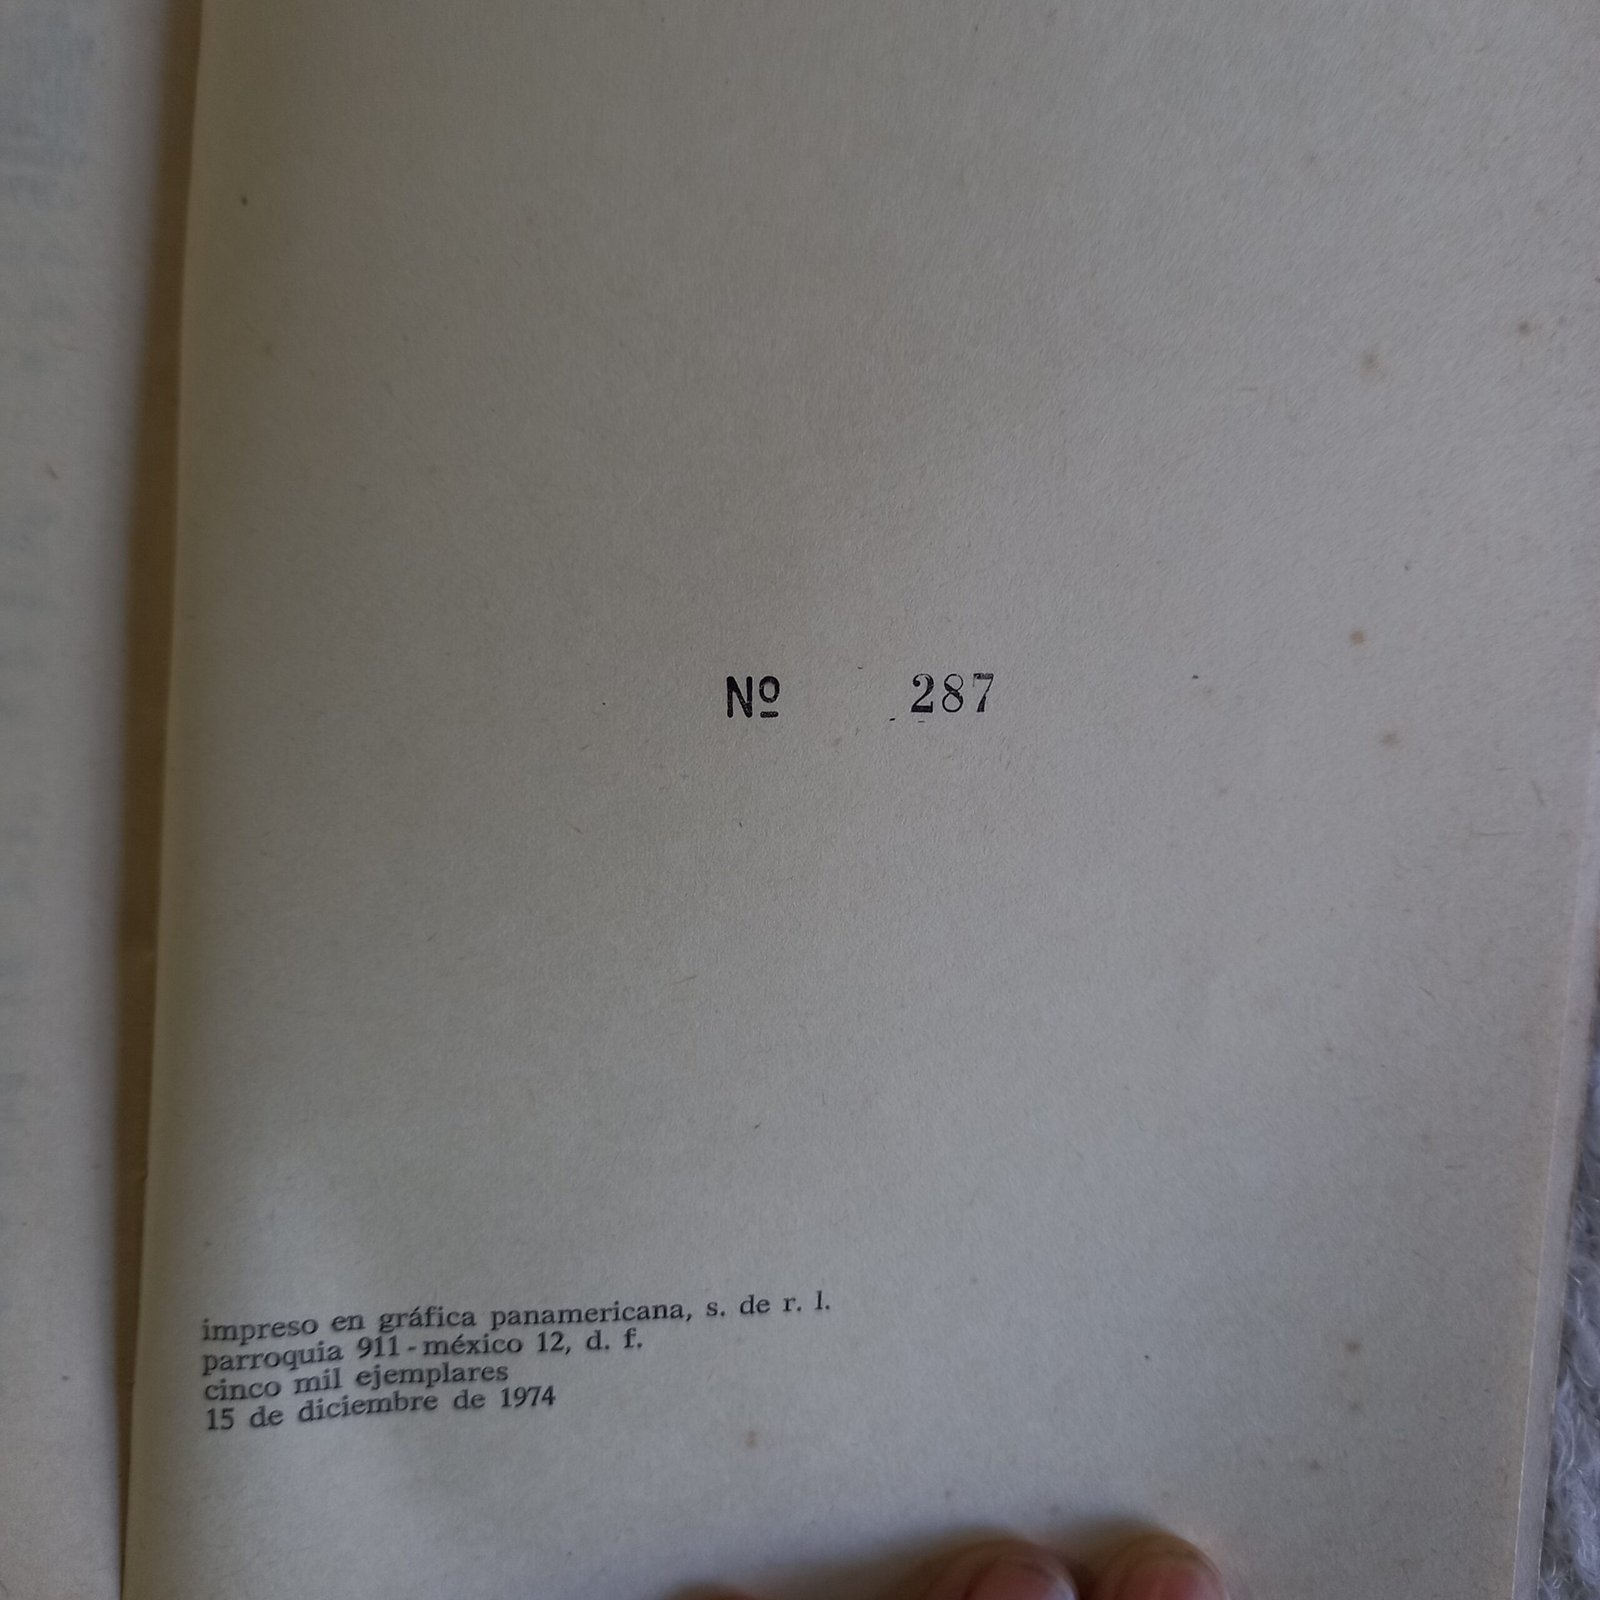 Nº 287
impreso en gráfica panamericana, s. de r. l.
parroquia 911 - méxico 12, d. f.
cinco mil ejemplares
15 de diciembre de 1974